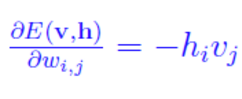 ∂E(𝐯,𝐡)/∂w_{i,j} = −h_i v_j